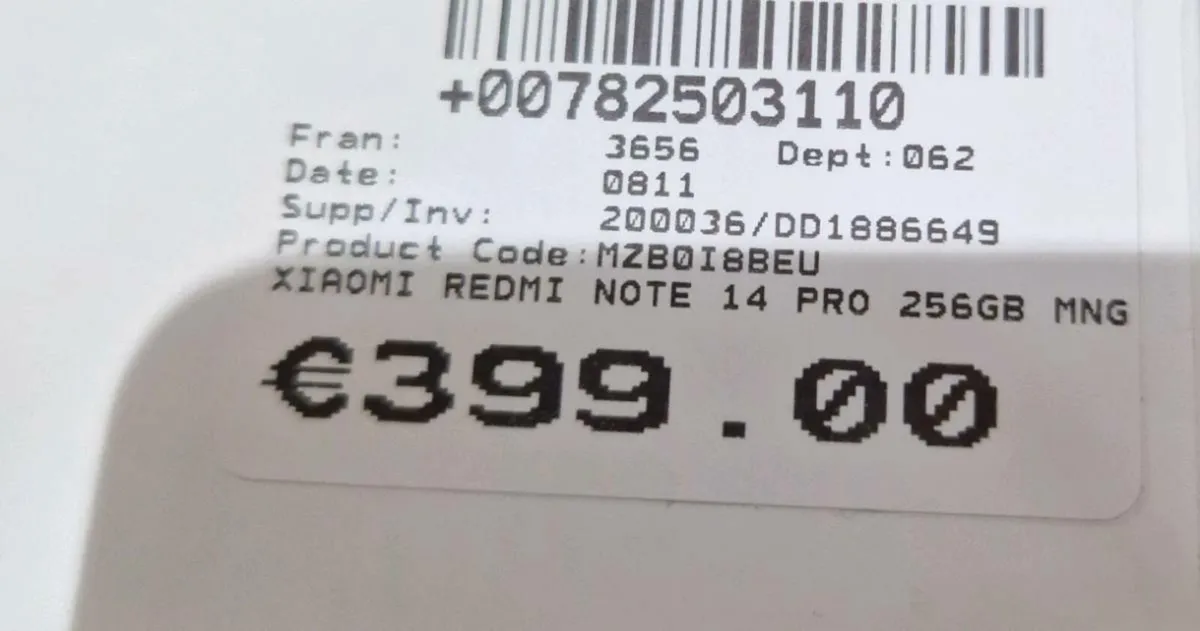 +00782503110
Fran: 3656 Dept:062
Date: 0811
Supp/Inv: 200036/DD1886649
Product Code:MZB0I8BEU
XIAOMI REDMI NOTE 14 PRO 256GB MNG
€399.00